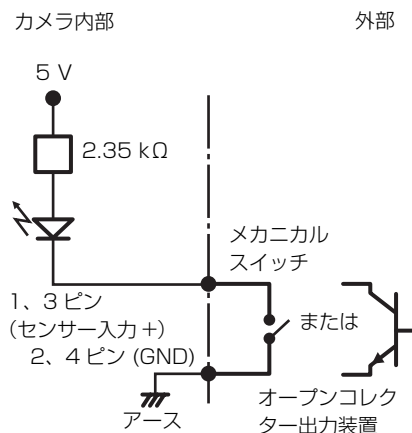 カメラ内部
外部
5 V
2.35 kΩ
メカニカル
スイッチ
1、3 ピン
(センサー入力+)
または
2、4 ピン (GND)
アース
オープンコレク
ター出力装置